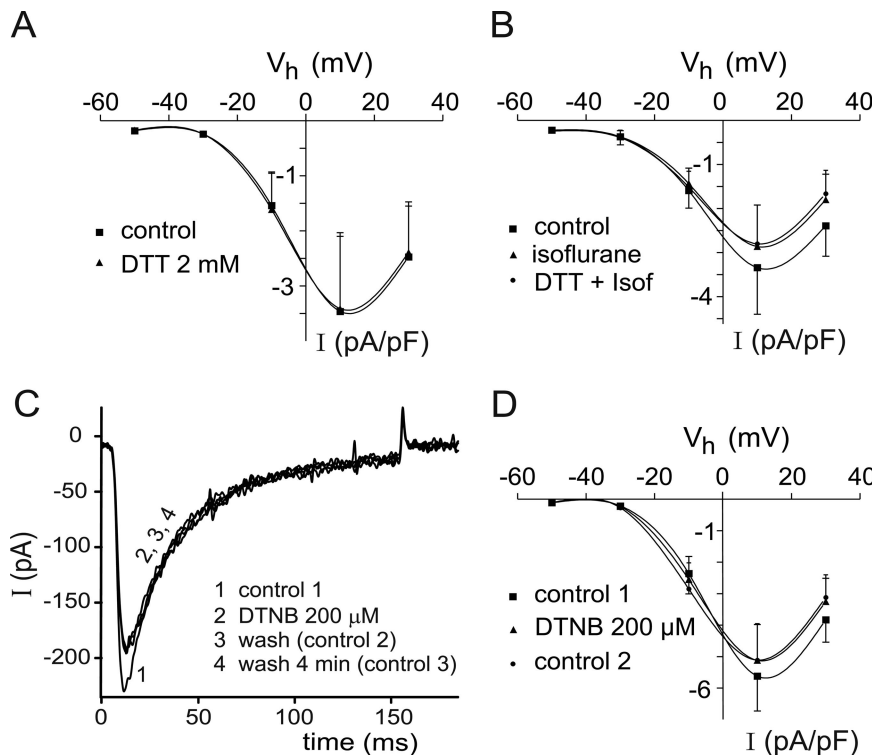 A
Vh (mV)
-60 -40 -20 0 20 40
-1
-3
control
DTT 2 mM
I (pA/pF)
B
Vh (mV)
-60 -40 -20 0 20 40
-1
-4
control
isoflurane
DTT + Isof
I (pA/pF)
C
I (pA)
0
-50
-100
-150
-200
2, 3, 4
1
1 control 1
2 DTNB 200 μM
3 wash (control 2)
4 wash 4 min (control 3)
0 50 100 150
time (ms)
D
Vh (mV)
-60 -40 -20 0 20 40
-1
-6
control 1
DTNB 200 μM
control 2
I (pA/pF)